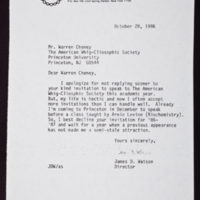 October 28, 1986
Mr. Warren Cheney
The American Whig-Cliosophic Society
Princeton University
Princeton, NJ 08544
Dear Warren Cheney,
I apologize for not replying sooner to
your kind invitation to speak to The American
Whig-Cliosophic Society this academic year.
But, my life is hectic and now I often accept
more invitations than I can handle well. Already
I'm coming to Princeton in December to speak
before a class taught by Arnie Levine (Biochemistry).
So, I best decline your invitation for '86-
'87 and wait for a year when a previous appearance
has not made me a semi-stale attraction.
Yours sincerely,
James D. Watson
JDW/as Director